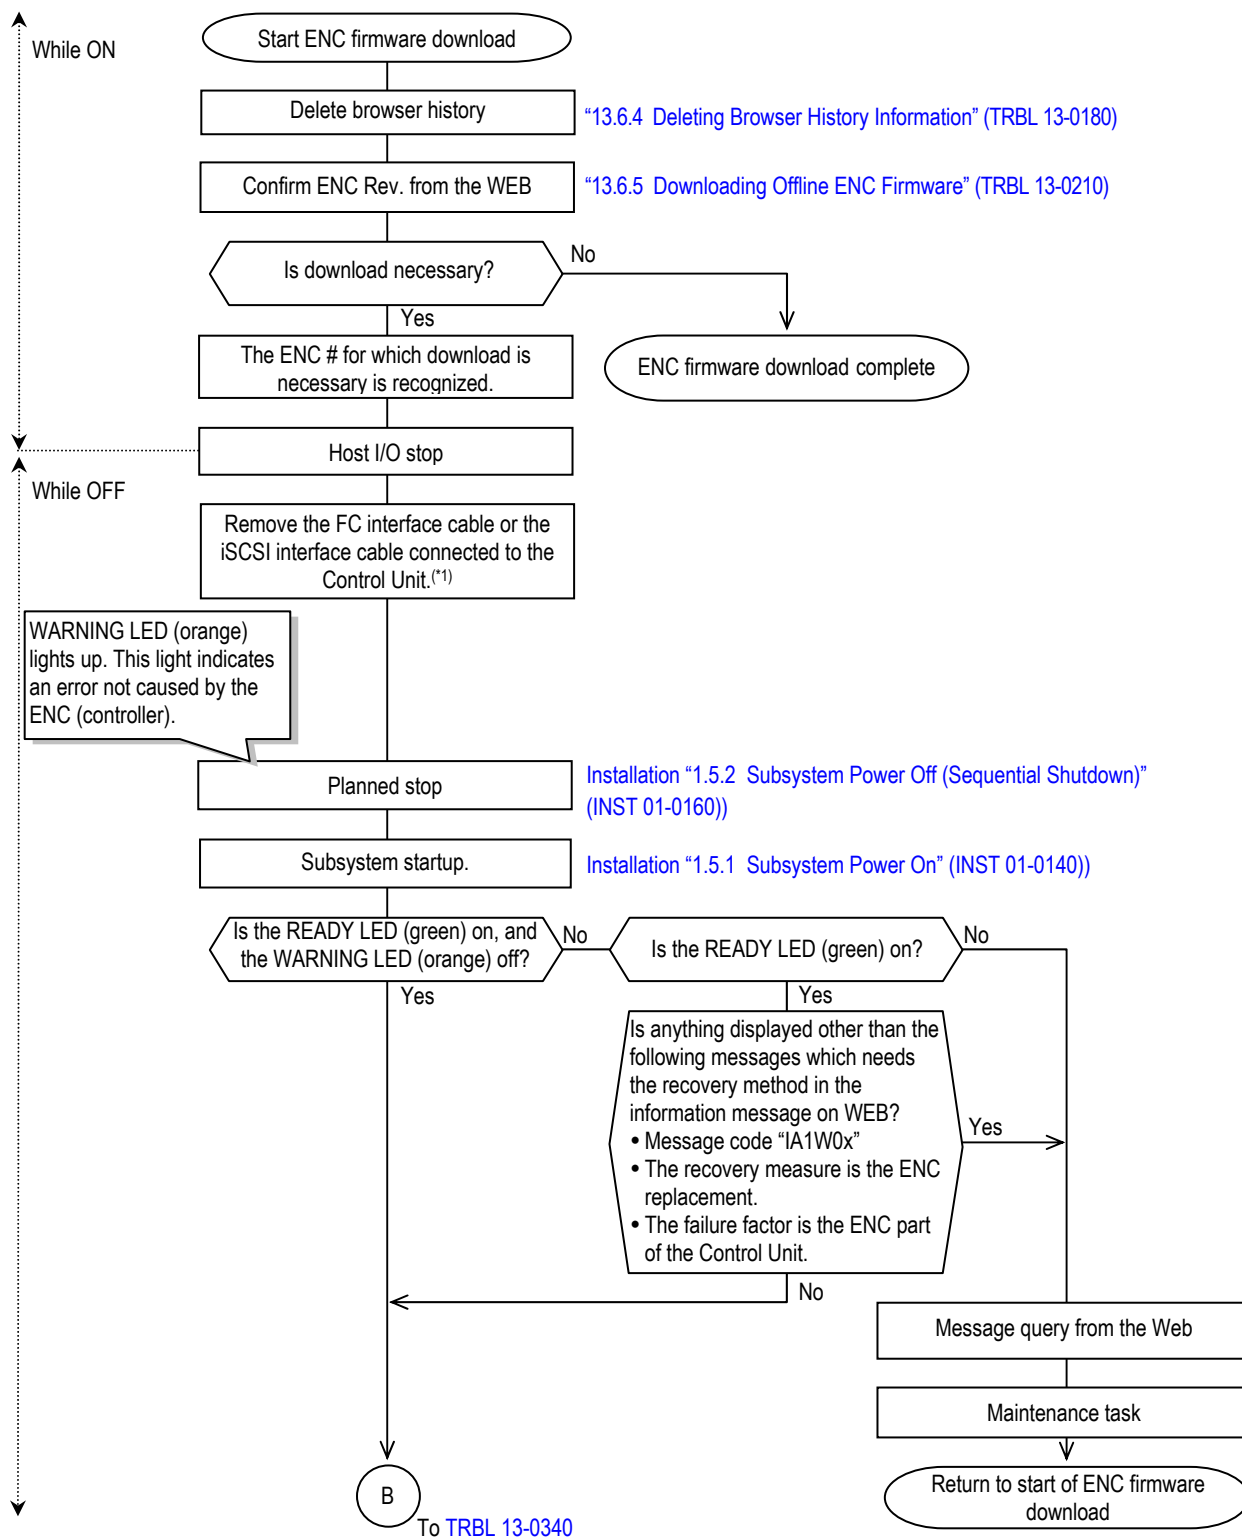 While ON
Start ENC firmware download
Delete browser history
“13.6.4 Deleting Browser History Information” (TRBL 13-0180)
Confirm ENC Rev. from the WEB
“13.6.5 Downloading Offline ENC Firmware” (TRBL 13-0210)
Is download necessary?
No
Yes
The ENC # for which download is
necessary is recognized.
ENC firmware download complete
Host I/O stop
While OFF
Remove the FC interface cable or the
iSCSI interface cable connected to the
Control Unit.(*1)
WARNING LED (orange)
lights up. This light indicates
an error not caused by the
ENC (controller).
Planned stop
Installation “1.5.2 Subsystem Power Off (Sequential Shutdown)”
(INST 01-0160))
Subsystem startup.
Installation “1.5.1 Subsystem Power On” (INST 01-0140))
Is the READY LED (green) on, and
the WARNING LED (orange) off?
No
Is the READY LED (green) on?
No
Yes
Yes
Is anything displayed other than the
following messages which needs
the recovery method in the
information message on WEB?
• Message code “IA1W0x”
• The recovery measure is the ENC
replacement.
• The failure factor is the ENC part
of the Control Unit.
Yes
No
Message query from the Web
Maintenance task
Return to start of ENC firmware
download
B
To TRBL 13-0340